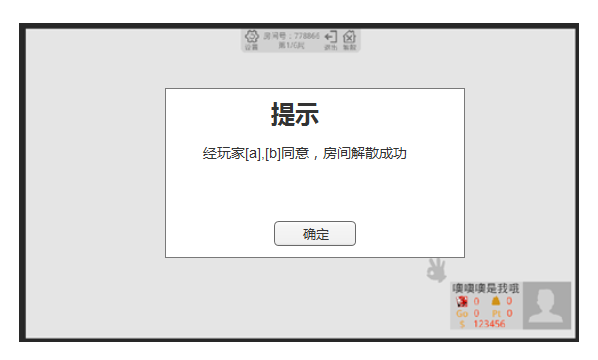 房间号：778866
设置 第1/8局 退出 解散
提示
经玩家[a],[b]同意，房间解散成功
确定
噢噢噢是我哦
0 0
Go 0 Pt 0
S 123456